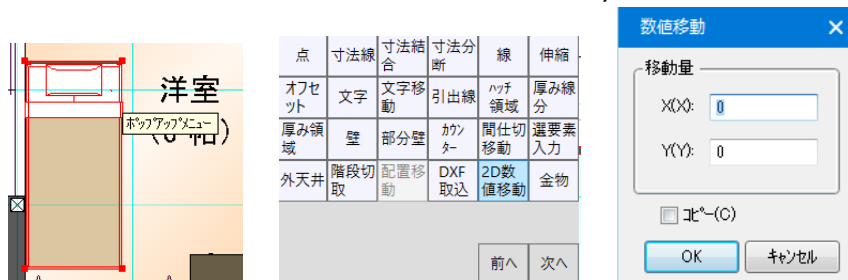 洋室
ﾎﾟｯﾌﾟｱｯﾌﾟﾒﾆｭｰ
帖)
点
寸法線
寸法結
合
寸法分
断
線
伸縮
オフセ
ット
文字
文字移
動
引出線
ﾊｯﾁ
領域
厚み線
分
厚み領
域
壁
部分壁
ｶｳﾝ
ﾀｰ
間仕切
移動
選要素
入力
外天井
階段切
取
配置移
動
DXF
取込
2D数
値移動
金物
前へ
次へ
数値移動
移動量
X(X):
0
Y(Y):
0
ｺﾋﾟｰ(C)
OK
ｷｬﾝｾﾙ